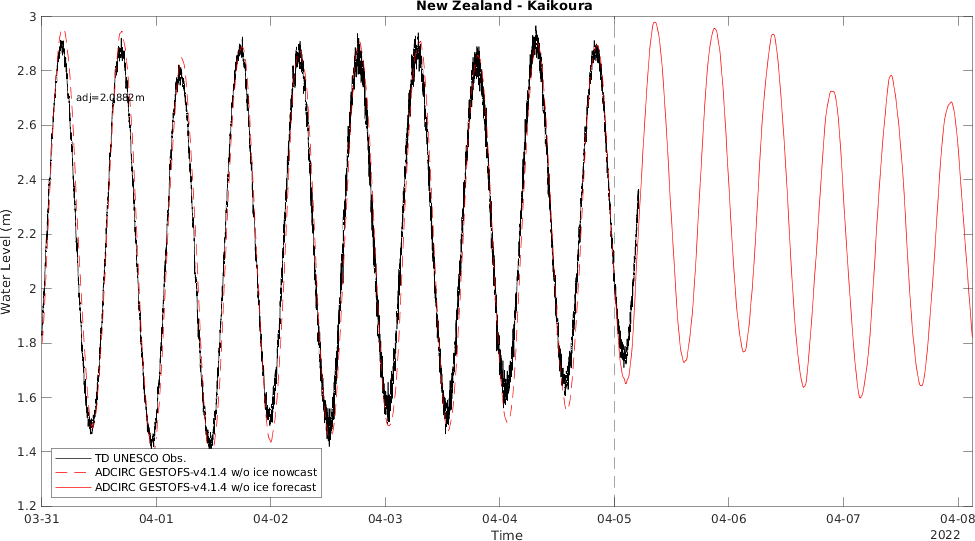 New Zealand - Kaikoura
3
2.8
adj=2.0882m
2.6
2.4
2.2
Water Level (m)
2
1.8
1.6
1.4
TD UNESCO Obs.
ADCIRC GESTOFS-v4.1.4 w/o ice nowcast
ADCIRC GESTOFS-v4.1.4 w/o ice forecast
1.2
03-31 04-01 04-02 04-03 04-04 04-05 04-06 04-07 04-08
Time
2022